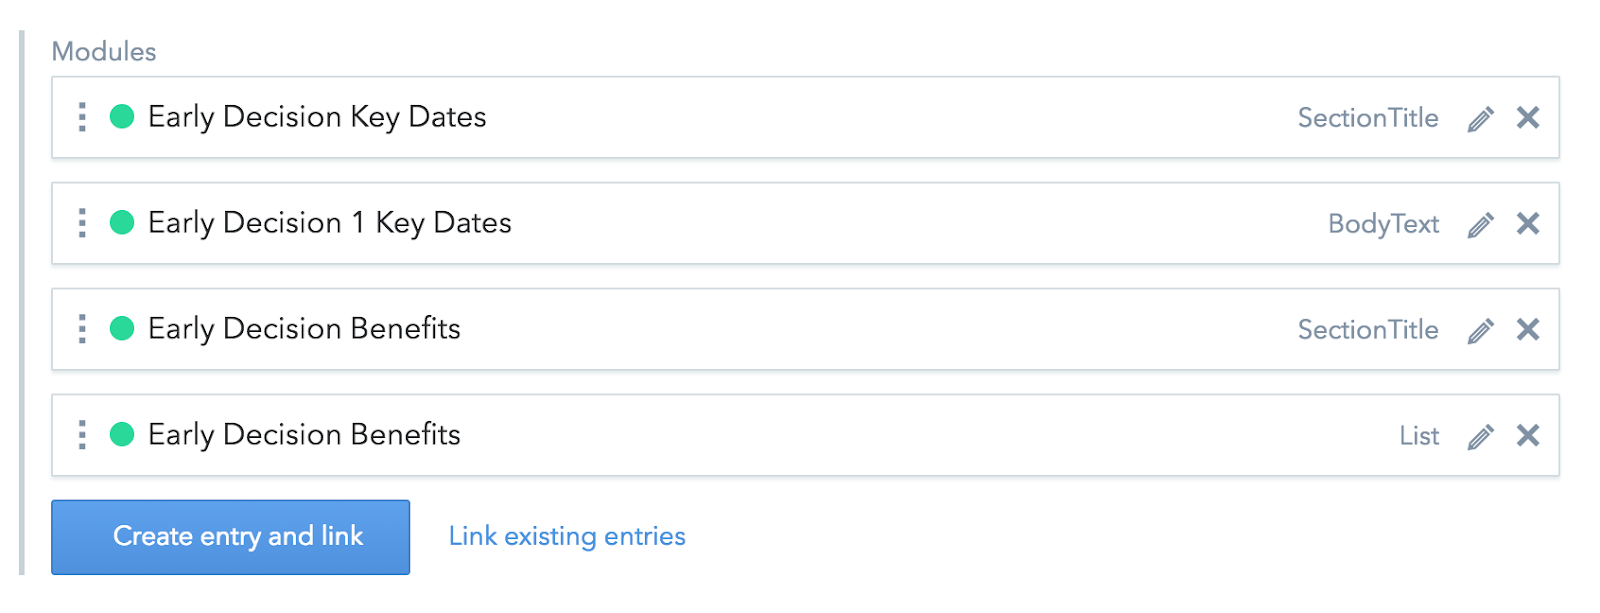 Modules
Early Decision Key Dates SectionTitle
Early Decision 1 Key Dates BodyText
Early Decision Benefits SectionTitle
Early Decision Benefits List
Create entry and link Link existing entries